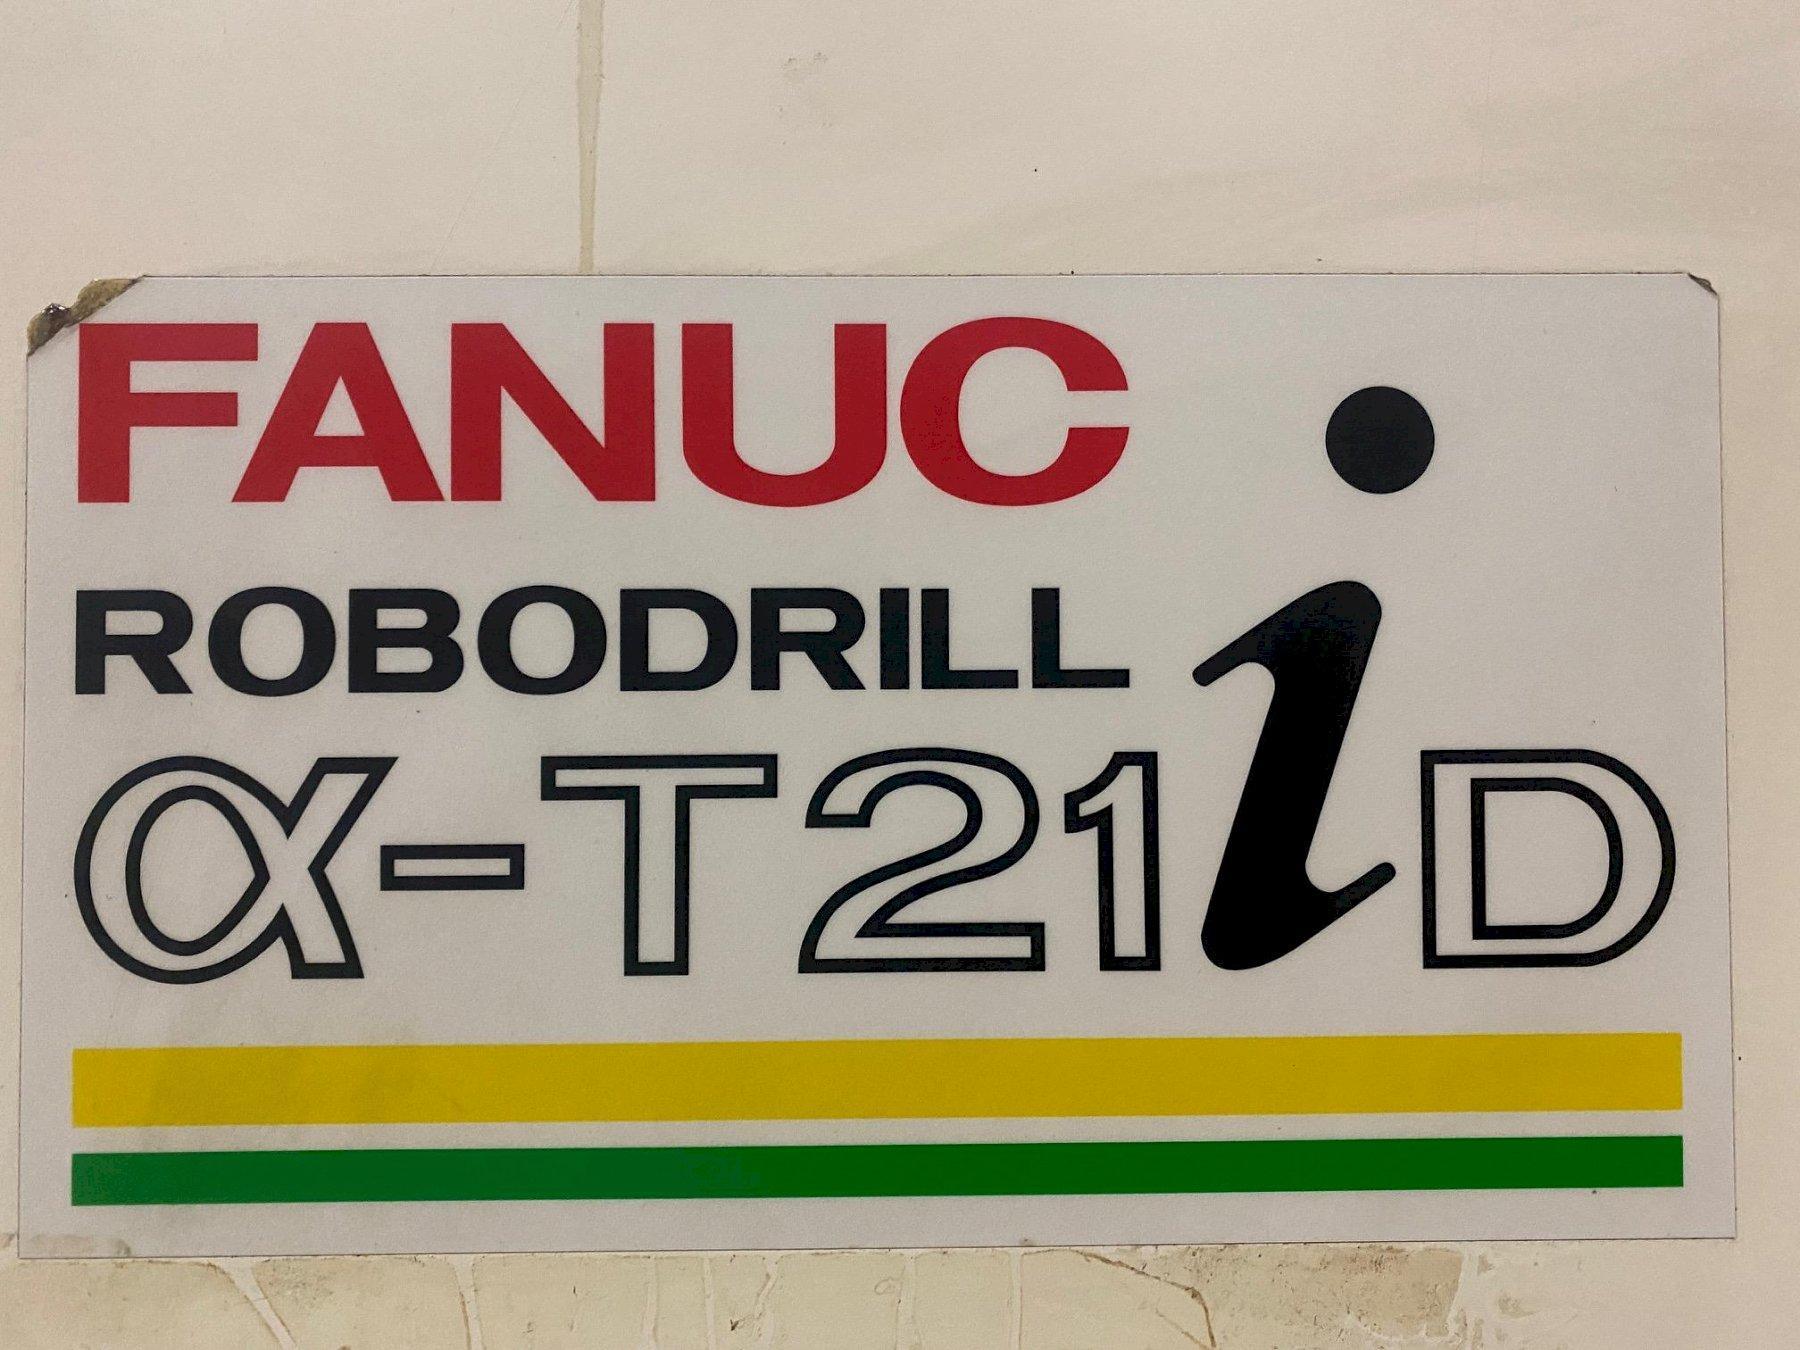 FANUC
ROBODRILL
α-T21iD